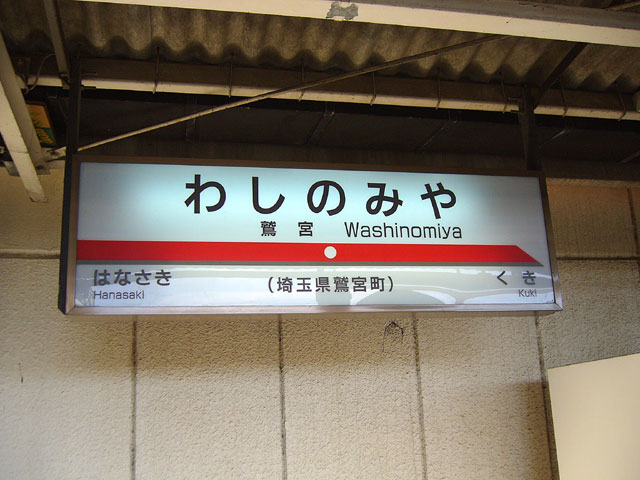 わしのみや
鷲宮 Washinomiya
はなさき
Hanasaki
（埼玉県鷲宮町）
くき
Kuki